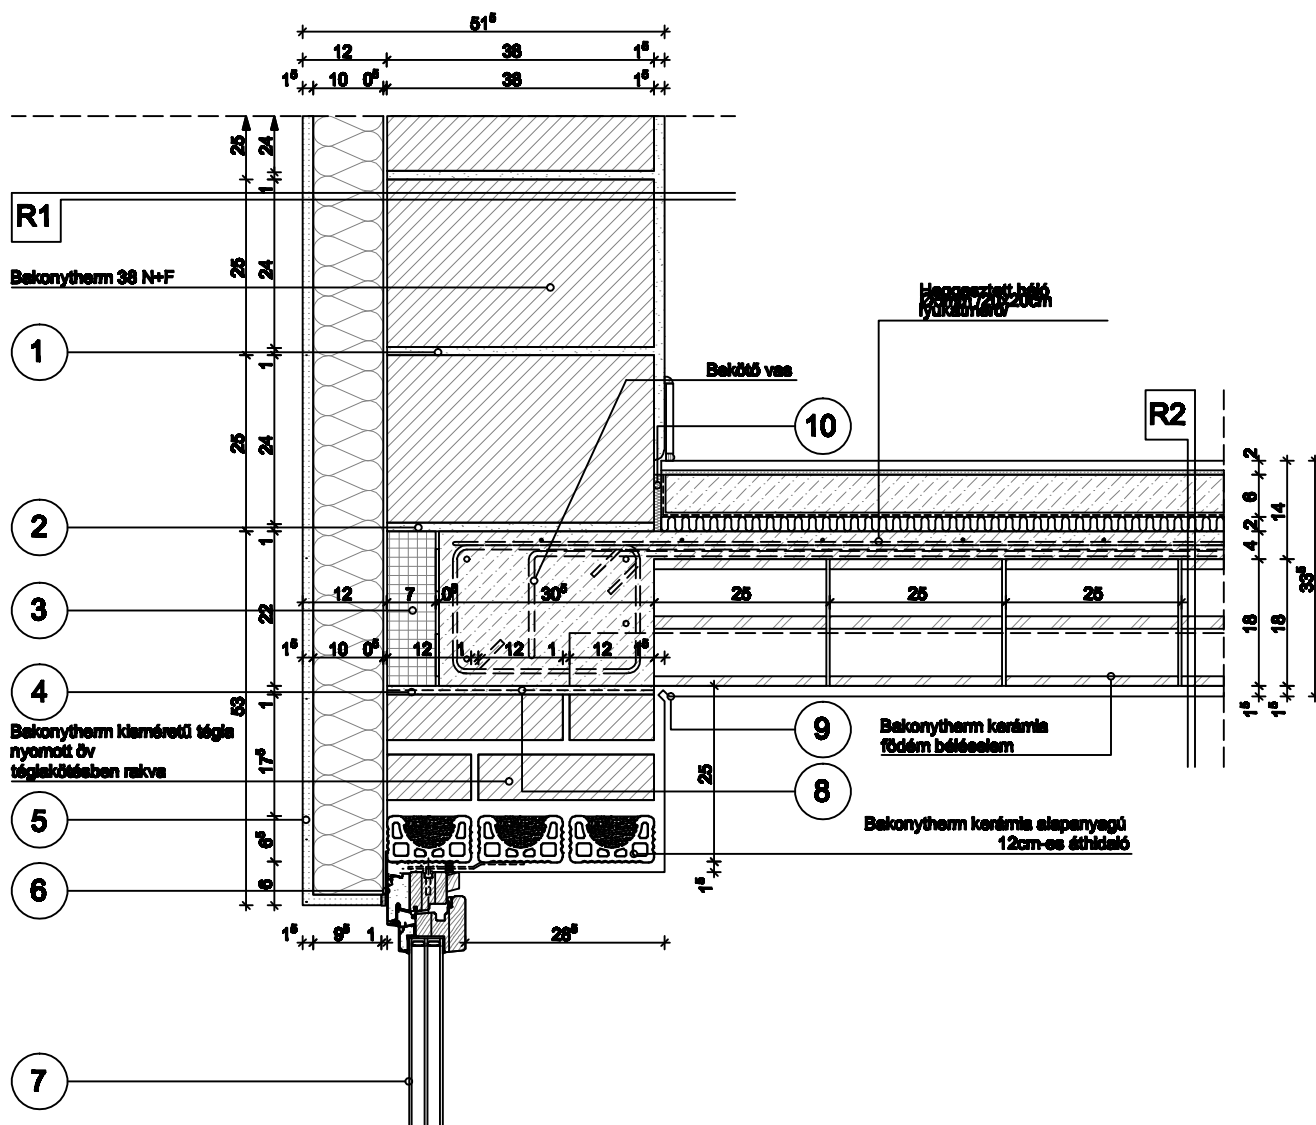 51⁵
12 38 1⁵
1⁵ 10 0⁵ 38 1⁵
25 24
1
R1
25 24
Bakonytherm 38 N+F
Heggesztett háló
lyukátmérő/
1
1
Bekötő vas
R2
10
25 24
2
6
14
2
2
1
4
33⁵
12 7 0⁵ 30⁵ 25 25 25
3
22
18 18
1⁵ 10 0⁵ 12 1 12 1 12 1⁵
4
53
1
1⁵ 1⁵
Bakonytherm kisméretű tégla
nyomott öv
téglakötésben rakva
9
Bakonytherm kerámia
födém béléselem
17⁵
25
8
5
6⁵
Bakonytherm kerámia alapanyagú
12cm-es áthidaló
6
6
1⁵
1⁵ 9⁵ 1 28⁵
7